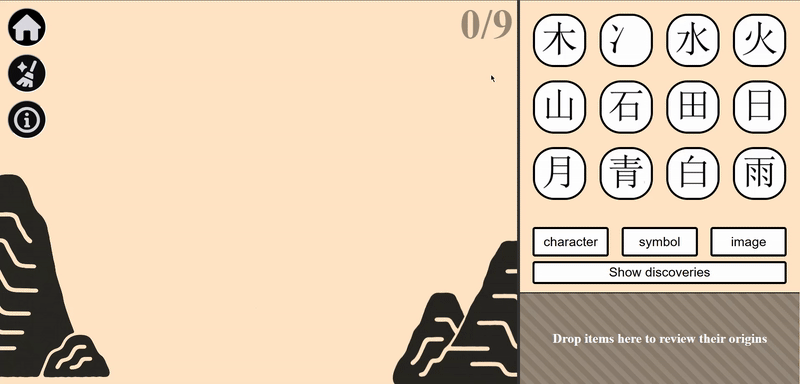 0/9
木 冫 水 火
山 石 田 日
月 青 白 雨
character symbol image
Show discoveries
Drop items here to review their origins